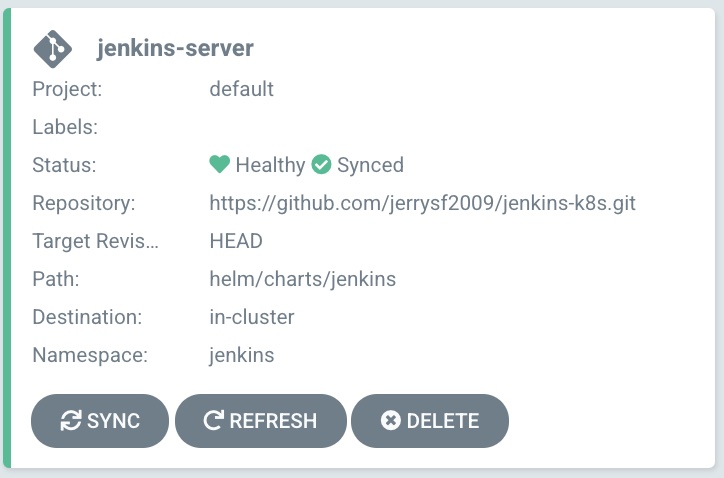 jenkins-server
Project: default
Labels:
Status: Healthy Synced
Repository: https://github.com/jerrysf2009/jenkins-k8s.git
Target Revis... HEAD
Path: helm/charts/jenkins
Destination: in-cluster
Namespace: jenkins
SYNC REFRESH DELETE